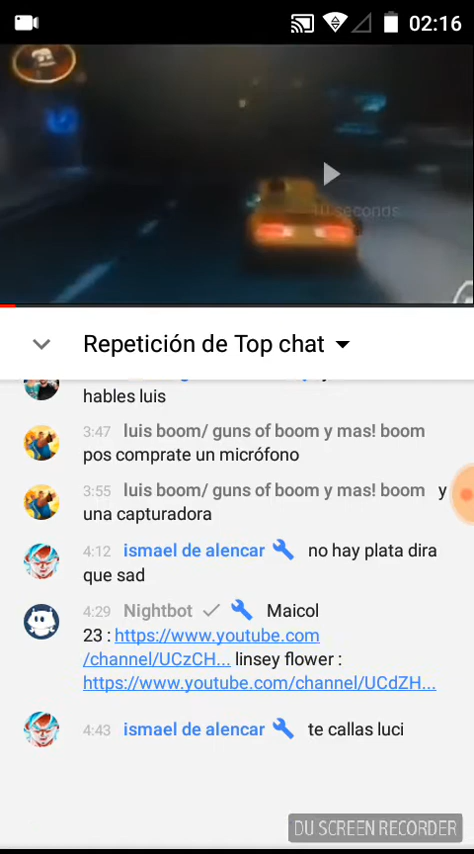 02:16
10 seconds
Repetición de Top chat
hables luis
3:47 luis boom/ guns of boom y mas! boom
pos comprate un micrófono
3:55 luis boom/ guns of boom y mas! boom y
una capturadora
4:12 ismael de alencar no hay plata dira
que sad
4:29 Nightbot Maicol
23 : https://www.youtube.com
/channel/UCzCH... linsey flower :
https://www.youtube.com/channel/UCdZH...
4:43 ismael de alencar te callas luci
DU SCREEN RECORDER